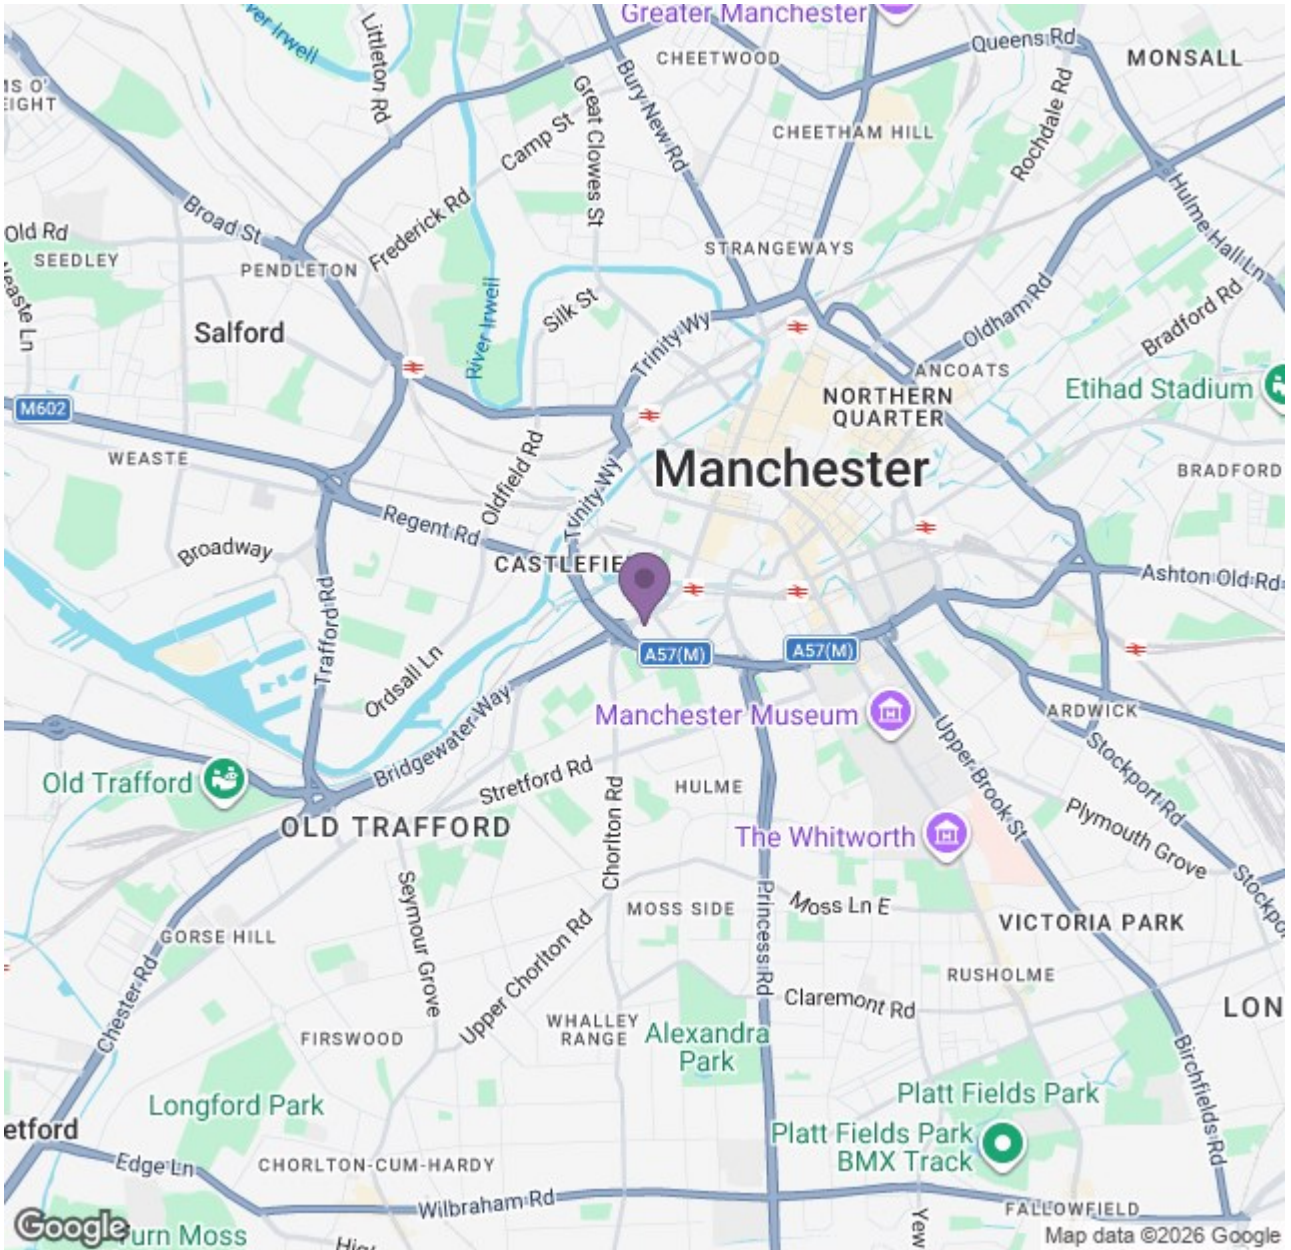 Greater Manchester
CHEETWOOD
Queens Rd
MONSALL
Littleton Rd
Bury New Rd
Great Clowes St
Camp St
CHEETHAM HILL
Rochdale Rd
Hulme Hall Ln
Broad St
Frederick Rd
Old Rd
SEEDLEY
PENDLETON
STRANGEWAYS
River Irwell
Silk St
Salford
Trinity Wy
Oldham Rd
Bradford Rd
ANCOATS
NORTHERN
QUARTER
Etihad Stadium
M602
WEASTE
Oldfield Rd
Trinity Wy
Manchester
BRADFORD
Regent Rd
Broadway
CASTLEFIE
Ashton Old Rd
Trafford Rd
Ordsall Ln
A57(M)
A57(M)
Bridgewater Way
Manchester Museum
ARDWICK
Upper Brook St
Stockport Rd
Old Trafford
Stretford Rd
HULME
OLD TRAFFORD
Chorlton Rd
The Whitworth
Plymouth Grove
Seymour Grove
MOSS SIDE
Princess Rd
Moss Ln E
VICTORIA PARK
GORSE HILL
Upper Chorlton Rd
RUSHOLME
Chester Rd
Claremont Rd
LON
FIRSWOOD
WHALLEY
RANGE
Alexandra
Park
Birchfields Rd
Longford Park
Platt Fields Park
etford
Platt Fields Park
BMX Track
Edge Ln
CHORLTON-CUM-HARDY
Wilbraham Rd
FALLOWFIELD
Yew
Google
Turn Moss
Map data ©2026 Google